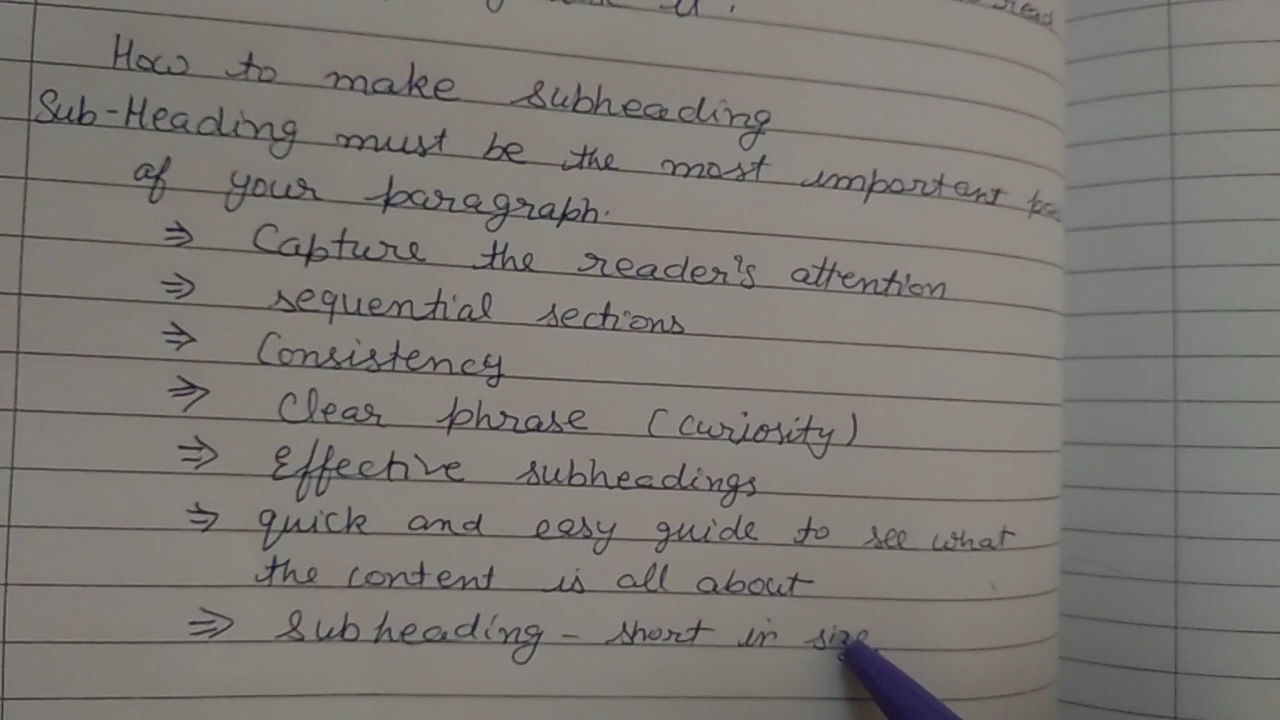 How to make subheading
Sub-Heading must be the most important
of your paragraph.
⇒ Capture the reader's attention
⇒ sequential sections
⇒ Consistency
⇒ Clear phrase (curiosity)
⇒ Effective subheadings
⇒ quick and easy guide to see what
the content is all about
⇒ Subheading - short in size